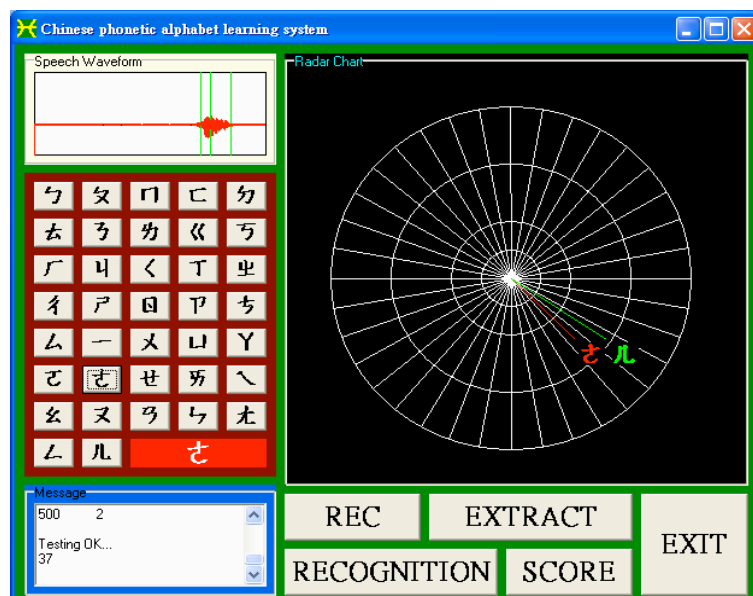 Chinese phonetic alphabet learning system
Speech Waveform
Radar Chart
ㄅ ㄆ ㄇ ㄈ ㄉ
ㄊ ㄋ ㄌ ㄍ ㄎ
ㄏ ㄐ ㄑ ㄒ ㄓ
ㄔ ㄕ ㄖ ㄗ ㄘ
ㄙ ㄧ ㄨ ㄩ ㄚ
ㄛ ㄜ ㄝ ㄞ ㄟ
ㄠ ㄡ ㄢ ㄣ ㄤ
ㄥ ㄦ ㄜ
ㄜ ㄦ
Message
500 2
Testing OK...
37
REC EXTRACT
RECOGNITION SCORE
EXIT